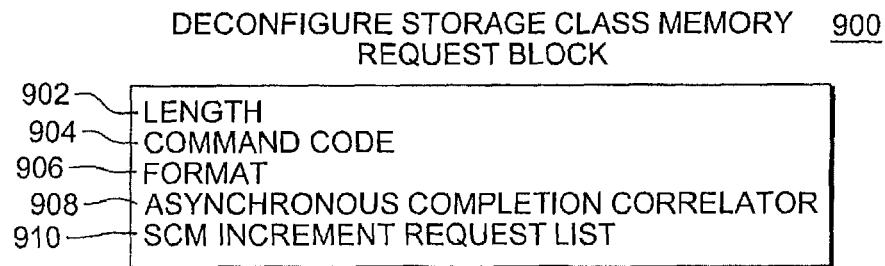 DECONFIGURE STORAGE CLASS MEMORY
REQUEST BLOCK
900
902 LENGTH
904 COMMAND CODE
906 FORMAT
908 ASYNCHRONOUS COMPLETION CORRELATOR
910 SCM INCREMENT REQUEST LIST